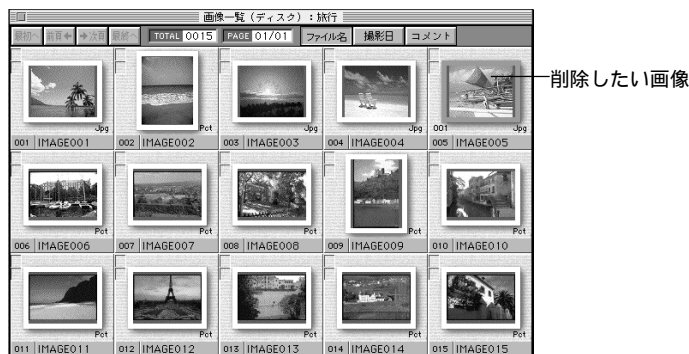 画像一覧（ディスク）:旅行
最初へ 前頁 次頁 最終へ TOTAL 0015 PAGE 01/01 ファイル名 撮影日 コメント
削除したい画像
Jpg Pct Jpg Jpg 001 Jpg
001 IMAGE001 002 IMAGE002 003 IMAGE003 004 IMAGE004 005 IMAGE005
Pct Pct Pct Pct Pct
006 IMAGE006 007 IMAGE007 008 IMAGE008 009 IMAGE009 010 IMAGE010
Pct Pct Pct Pct Pct
011 IMAGE011 012 IMAGE012 013 IMAGE013 014 IMAGE014 015 IMAGE015